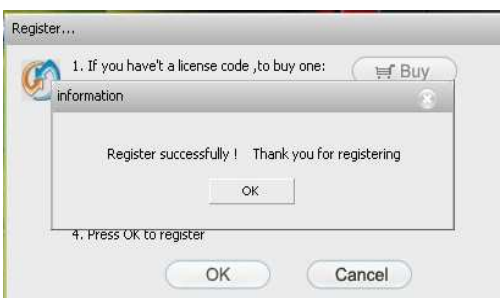 Register...
1. If you have't a license code ,to buy one:
Buy
information
Register successfully !   Thank you for registering
OK
4. Press OK to register
OK
Cancel